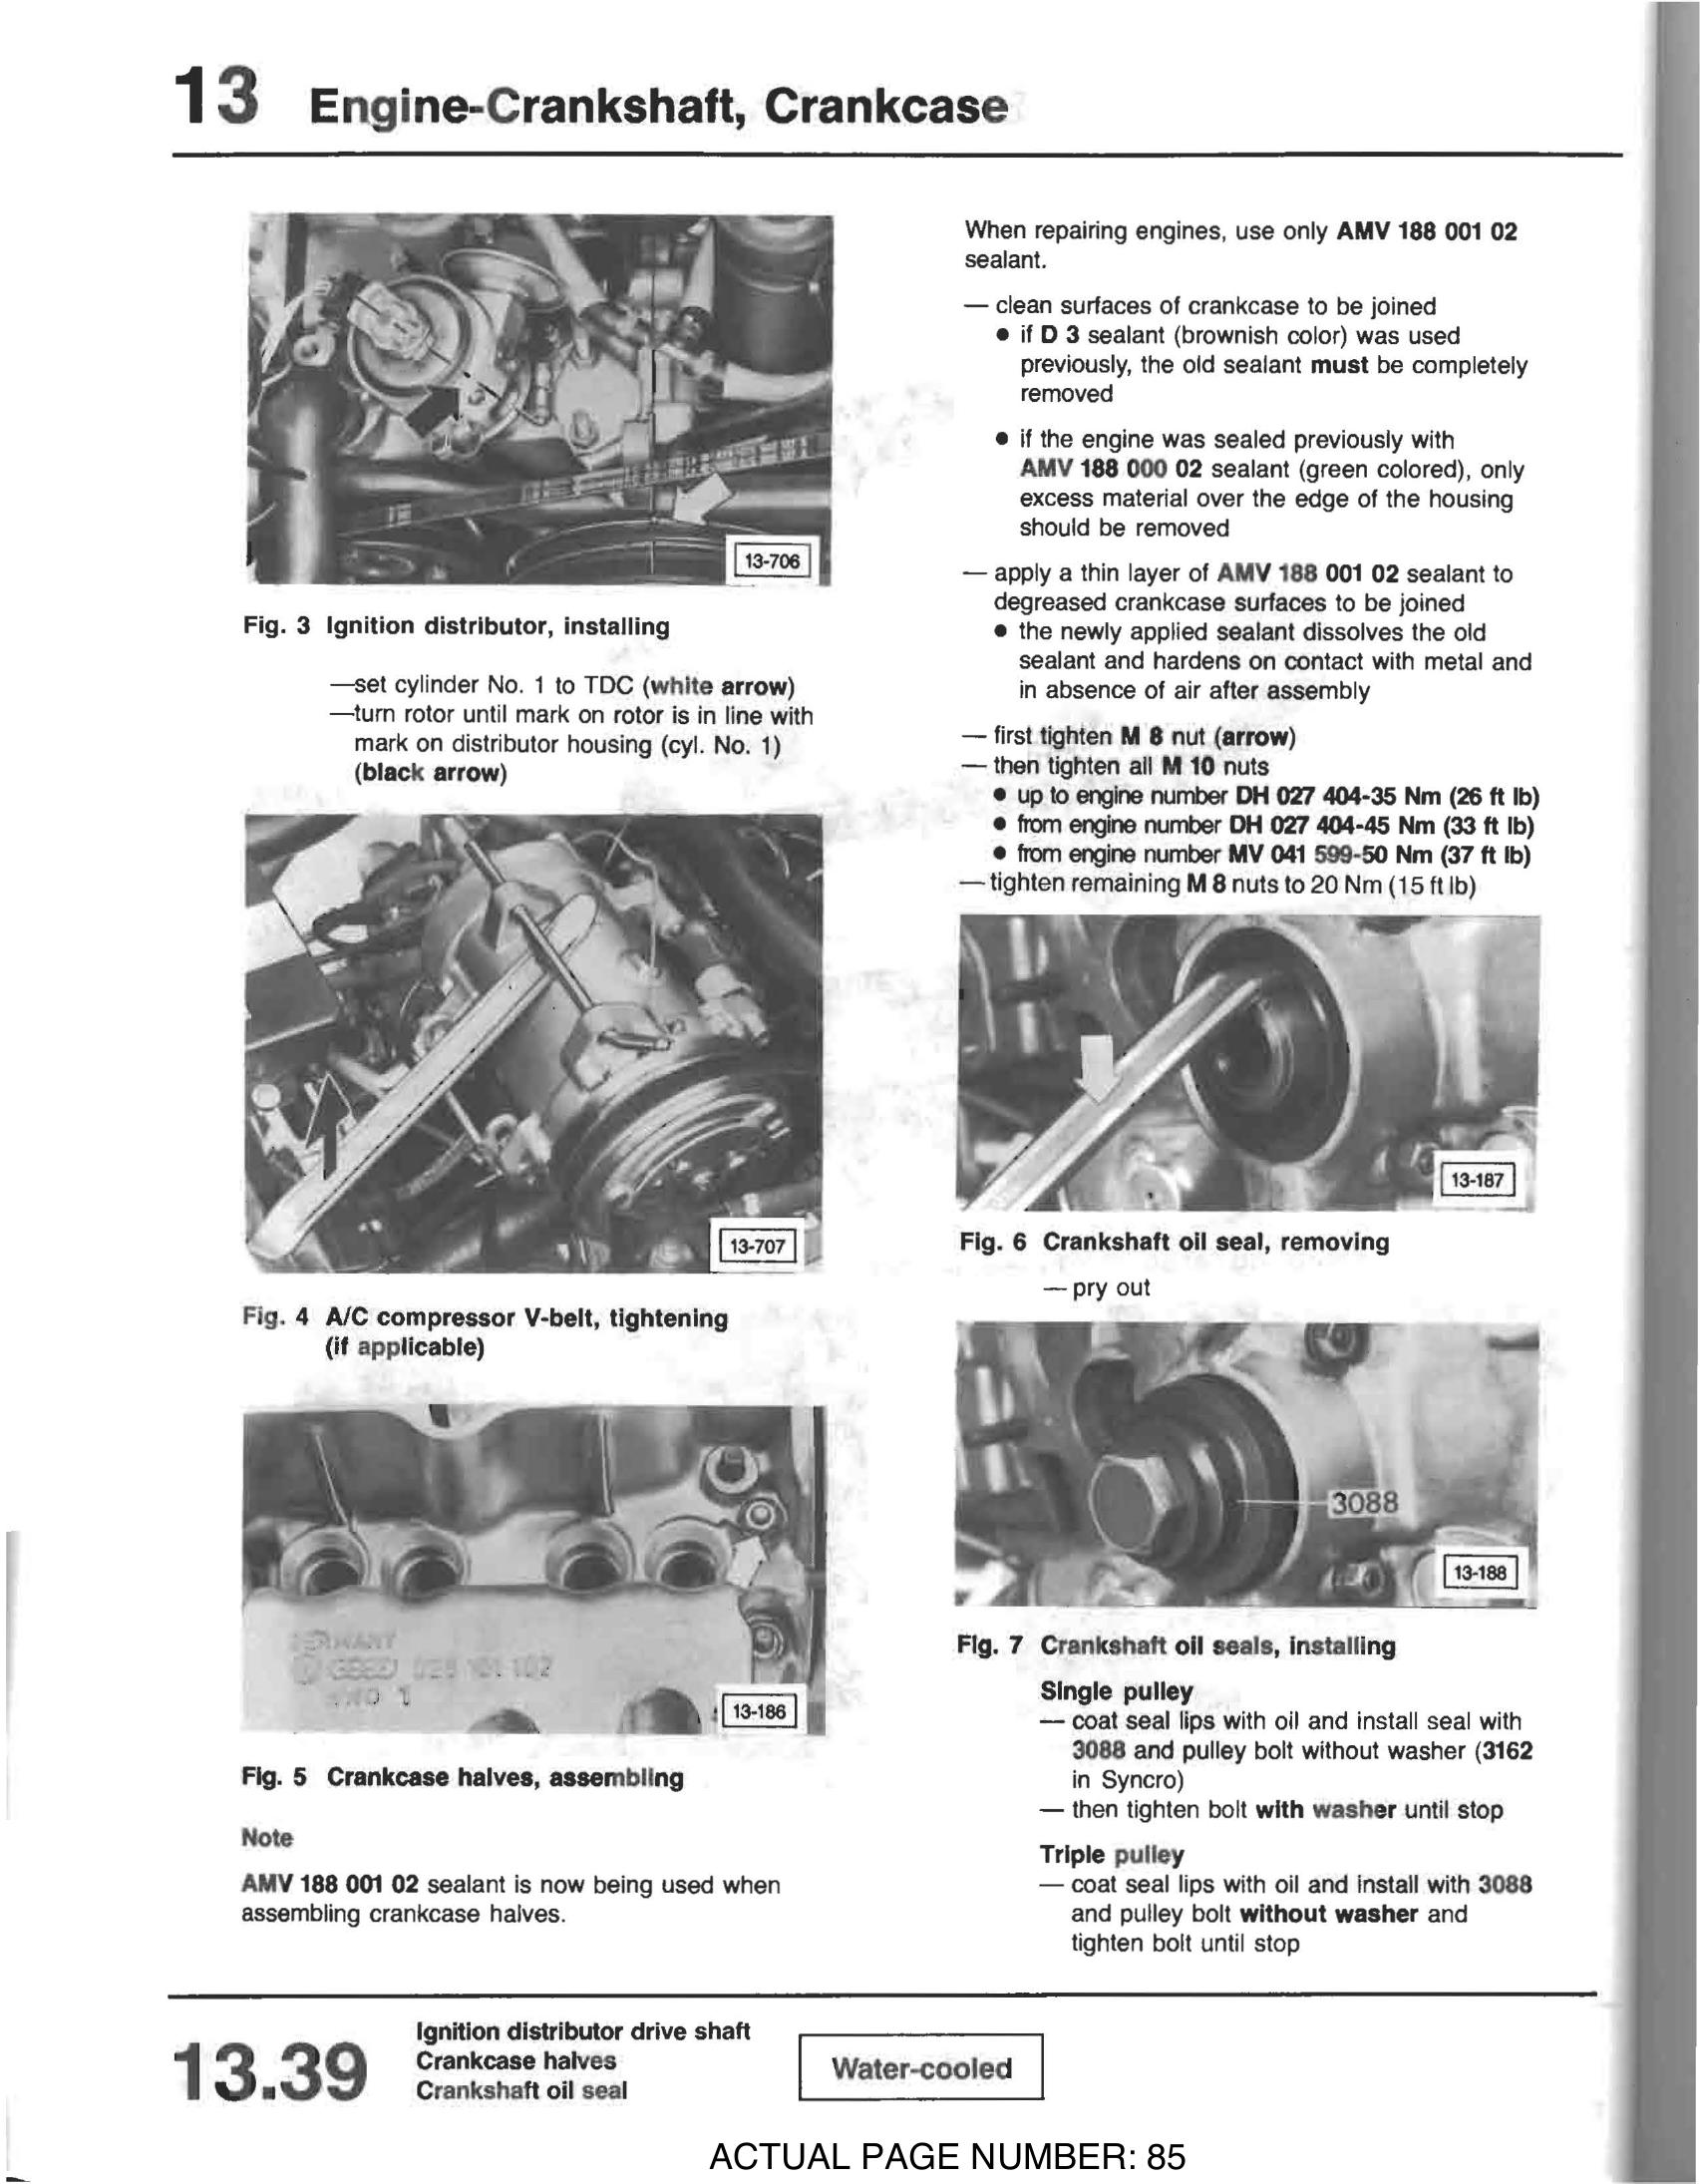 13 Engine-Crankshaft, Crankcase
13-706
Fig. 3 Ignition distributor, installing
—set cylinder No. 1 to TDC (white arrow)
—turn rotor until mark on rotor is in line with
mark on distributor housing (cyl. No. 1)
(black arrow)
13-707
Fig. 4 A/C compressor V-belt, tightening
(if applicable)
13-186
Fig. 5 Crankcase halves, assembling
Note
AMV 188 001 02 sealant is now being used when
assembling crankcase halves.
When repairing engines, use only AMV 188 001 02
sealant.
— clean surfaces of crankcase to be joined
● if D 3 sealant (brownish color) was used
previously, the old sealant must be completely
removed
● if the engine was sealed previously with
AMV 188 000 02 sealant (green colored), only
excess material over the edge of the housing
should be removed
— apply a thin layer of AMV 188 001 02 sealant to
degreased crankcase surfaces to be joined
● the newly applied sealant dissolves the old
sealant and hardens on contact with metal and
in absence of air after assembly
— first tighten M 8 nut (arrow)
— then tighten all M 10 nuts
● up to engine number DH 027 404-35 Nm (26 ft lb)
● from engine number DH 027 404-45 Nm (33 ft lb)
● from engine number MV 041 599-50 Nm (37 ft lb)
— tighten remaining M 8 nuts to 20 Nm (15 ft lb)
13-187
Fig. 6 Crankshaft oil seal, removing
— pry out
3088
13-188
Fig. 7 Crankshaft oil seals, installing
Single pulley
— coat seal lips with oil and install seal with
3088 and pulley bolt without washer (3162
in Syncro)
— then tighten bolt with washer until stop
Triple pulley
— coat seal lips with oil and install with 3088
and pulley bolt without washer and
tighten bolt until stop
13.39
Ignition distributor drive shaft
Crankcase halves
Crankshaft oil seal
Water-cooled
ACTUAL PAGE NUMBER: 85